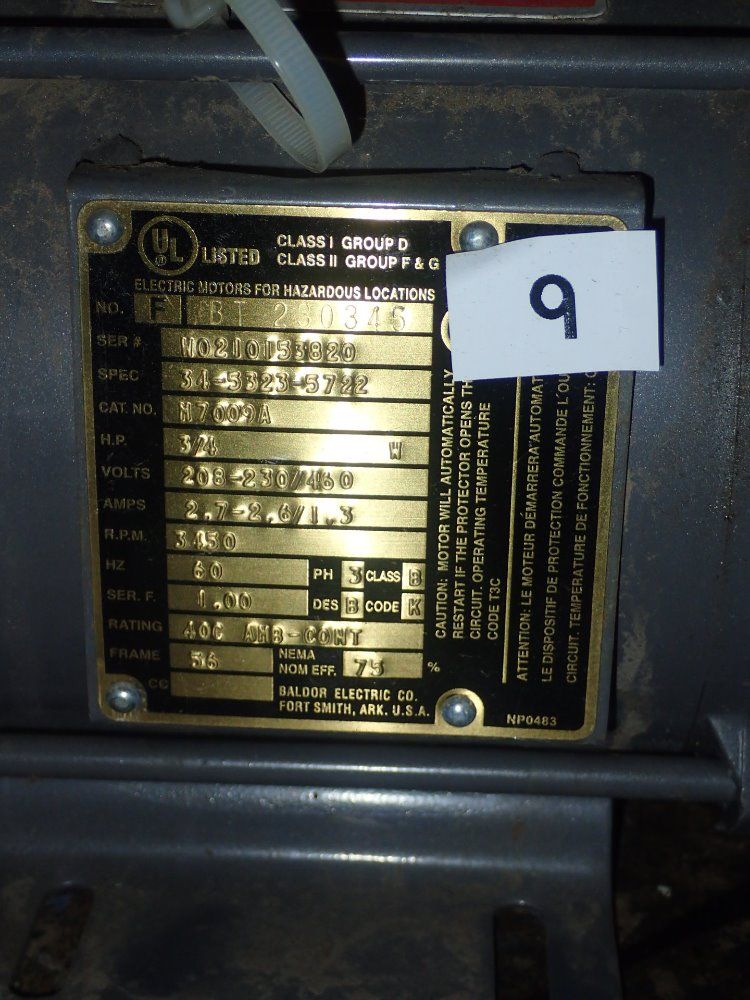 UL
LISTED
CLASS I GROUP D
CLASS II GROUP F & G
ELECTRIC MOTORS FOR HAZARDOUS LOCATIONS
NO. F BT 230346
SER # M0210153820
SPEC 34-5323-5722
CAT. NO. M7009A
H.P. 3/4 W
VOLTS 208-230/460
AMPS 2.7-2.6/1.3
R.P.M. 3450
HZ 60 PH 3 CLASS B
SER. F. 1.00 DES B CODE K
RATING 40C AMB-CONT
FRAME 56 NEMA NOM EFF. 75 %
CC
BALDOR ELECTRIC CO.
FORT SMITH, ARK. U.S.A.
CAUTION: MOTOR WILL AUTOMATICALLY
RESTART IF THE PROTECTOR OPENS TH
CIRCUIT. OPERATING TEMPERATURE
CODE T3C
ATTENTION: LE MOTEUR DÉMARRERA AUTOMAT
LE DISPOSITIF DE PROTECTION COMMANDE L'OU
CIRCUIT. TEMPÉRATURE DE FONCTIONNEMENT:
NP0483
9